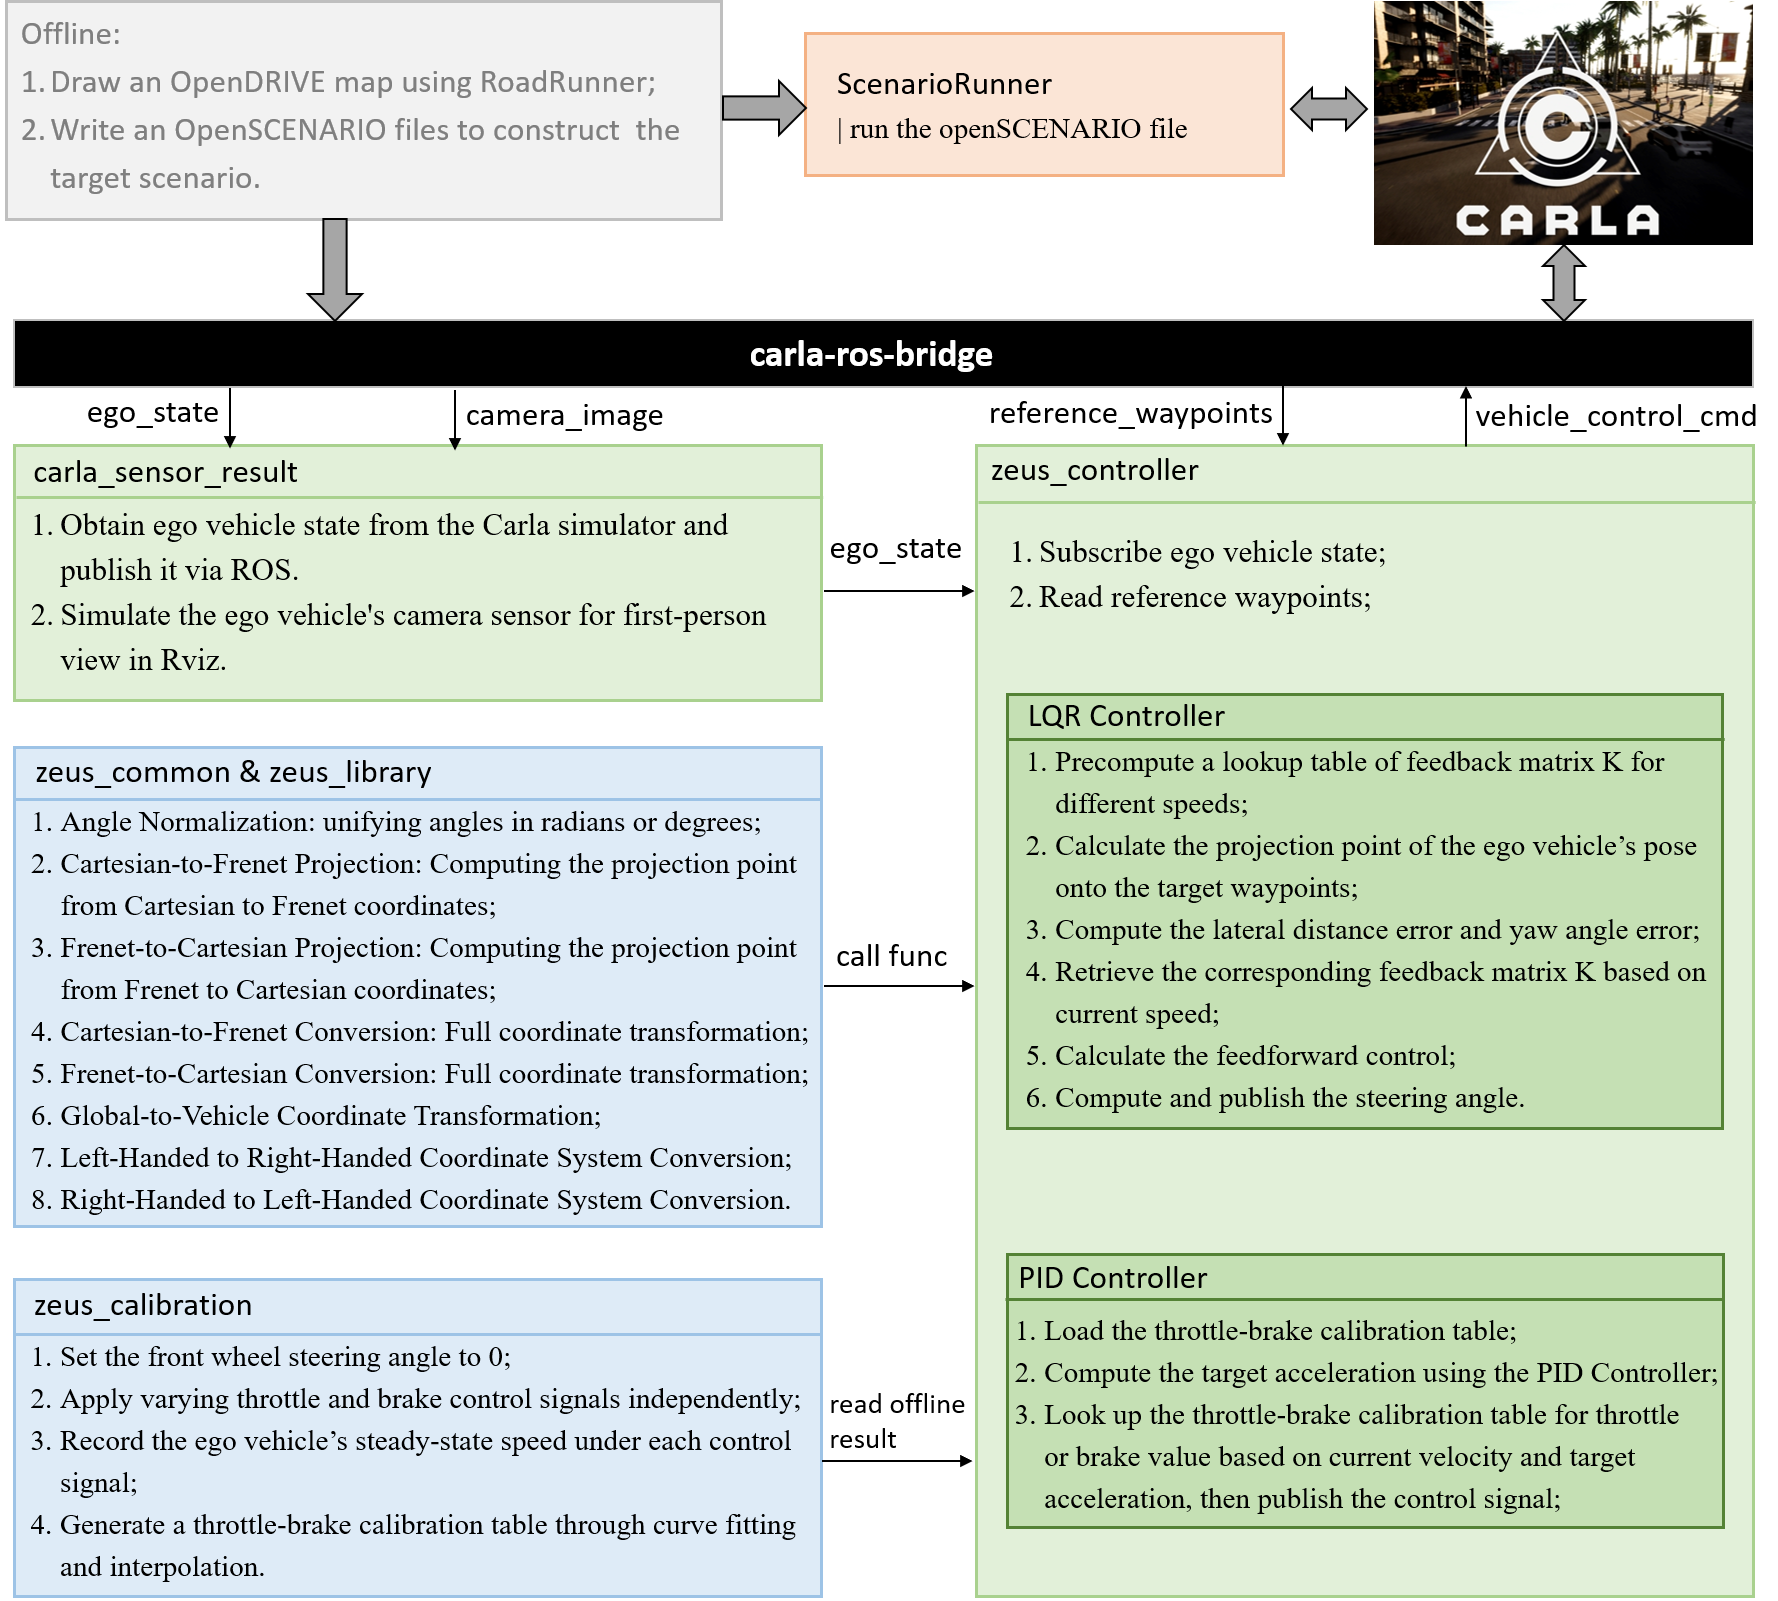 Offline:
1. Draw an OpenDRIVE map using RoadRunner;
2. Write an OpenSCENARIO files to construct the
target scenario.
ScenarioRunner
| run the openSCENARIO file
CARLA
carla-ros-bridge
ego_state
camera_image
reference_waypoints
vehicle_control_cmd
carla_sensor_result
1. Obtain ego vehicle state from the Carla simulator and
publish it via ROS.
2. Simulate the ego vehicle's camera sensor for first-person
view in Rviz.
ego_state
zeus_controller
1. Subscribe ego vehicle state;
2. Read reference waypoints;
LQR Controller
1. Precompute a lookup table of feedback matrix K for
different speeds;
2. Calculate the projection point of the ego vehicle’s pose
onto the target waypoints;
3. Compute the lateral distance error and yaw angle error;
4. Retrieve the corresponding feedback matrix K based on
current speed;
5. Calculate the feedforward control;
6. Compute and publish the steering angle.
zeus_common & zeus_library
1. Angle Normalization: unifying angles in radians or degrees;
2. Cartesian-to-Frenet Projection: Computing the projection point
from Cartesian to Frenet coordinates;
3. Frenet-to-Cartesian Projection: Computing the projection point
from Frenet to Cartesian coordinates;
4. Cartesian-to-Frenet Conversion: Full coordinate transformation;
5. Frenet-to-Cartesian Conversion: Full coordinate transformation;
6. Global-to-Vehicle Coordinate Transformation;
7. Left-Handed to Right-Handed Coordinate System Conversion;
8. Right-Handed to Left-Handed Coordinate System Conversion.
call func
zeus_calibration
1. Set the front wheel steering angle to 0;
2. Apply varying throttle and brake control signals independently;
3. Record the ego vehicle’s steady-state speed under each control
signal;
4. Generate a throttle-brake calibration table through curve fitting
and interpolation.
read offline
result
PID Controller
1. Load the throttle-brake calibration table;
2. Compute the target acceleration using the PID Controller;
3. Look up the throttle-brake calibration table for throttle
or brake value based on current velocity and target
acceleration, then publish the control signal;